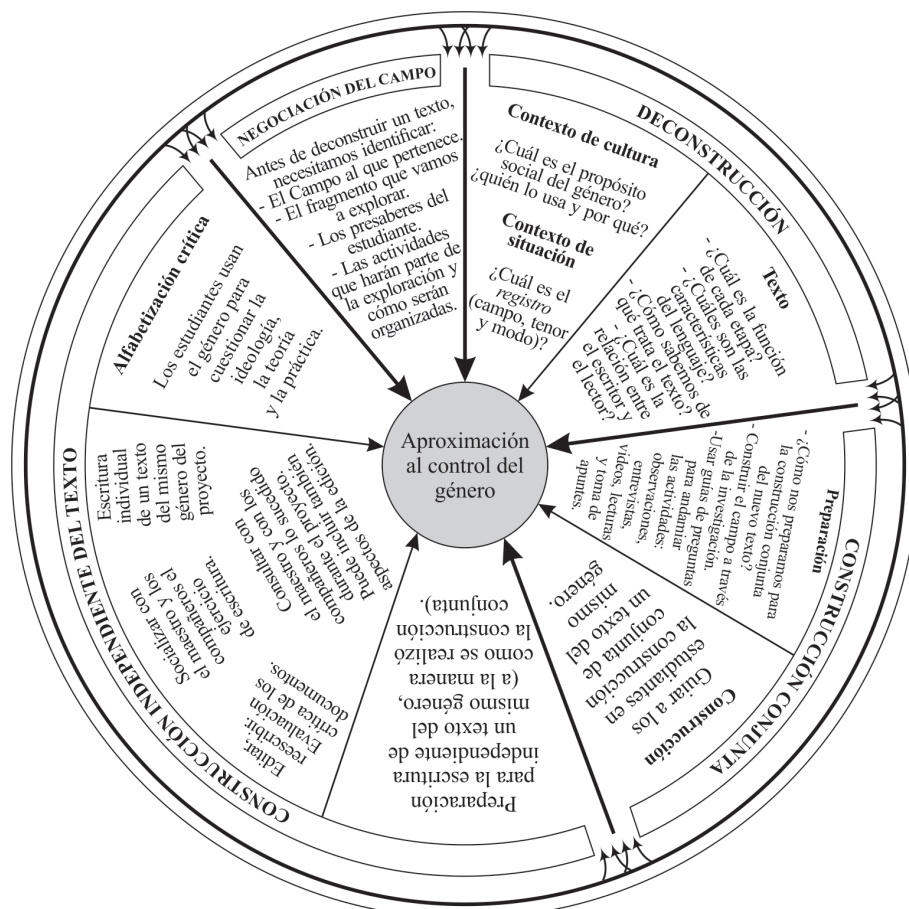 NEGOCIACIÓN DEL CAMPO
Antes de deconstruir un texto,
necesitamos identificar:
- El Campo al que pertenece.
- El fragmento que vamos
a explorar.
- Los presaberes del
estudiante.
- Las actividades
que harán parte de
la exploración y
cómo serán
organizadas.
DECONSTRUCCIÓN
Contexto de cultura
¿Cuál es el propósito
social del género?
¿quién lo usa y por qué?
Contexto de
situación
¿Cuál es el
registro
(campo, tenor
y modo)?
Texto
- ¿Cuál es la función
de cada etapa?
- ¿Cuáles son las
características
del lenguaje?
- ¿Cómo sabemos de
qué trata el texto?
- ¿Cuál es la
relación entre
el escritor y
el lector?
CONSTRUCCIÓN CONJUNTA
Preparación
- ¿Cómo nos preparamos para
la construcción conjunta
del nuevo texto?
- Construir el campo a través
de la investigación.
- Usar guías de preguntas
para andamiar
las actividades:
observaciones,
entrevistas,
videos, lecturas
y toma de
apuntes.
Construcción
Guiar a los
estudiantes en
la construcción
conjunta de
un texto del
mismo
género.
CONSTRUCCIÓN INDEPENDIENTE DEL TEXTO
Preparación
para la escritura
independiente de
un texto del
mismo género,
(a la manera
como se realizó
la construcción
conjunta).
Editar,
reescribir.
Evaluación
crítica de los
documentos.
Consultar con los
el maestro y con los
compañeros lo sucedido
durante el proyecto.
Puede incluir también
aspectos de la edición.
Socializar con
el maestro y los
compañeros el
ejercicio
de escritura.
Escritura
individual
de un texto
del mismo
género del
proyecto.
Alfabetización crítica
Los estudiantes usan
el género para
cuestionar la
ideología,
la teoría
y la práctica.
Aproximación
al control del
género